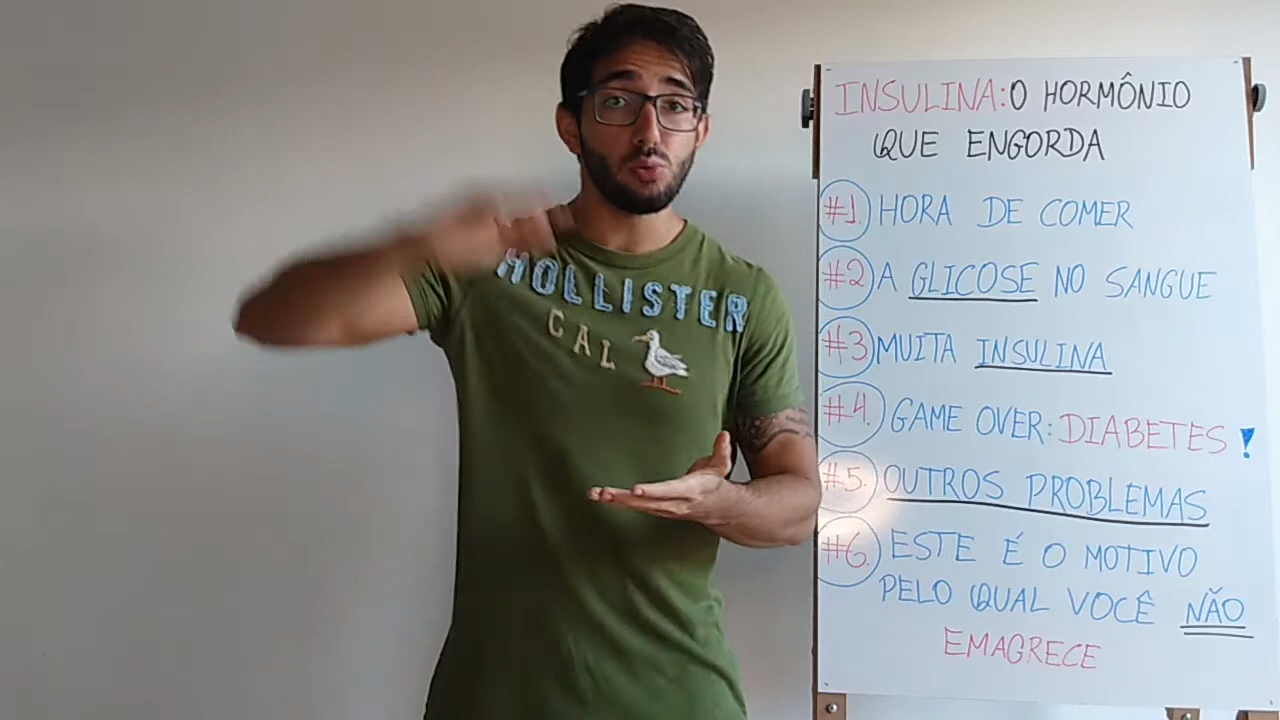 HOLLISTER
CAL
INSULINA: O HORMÔNIO
QUE ENGORDA
#1. HORA DE COMER
#2 A GLICOSE NO SANGUE
#3 MUITA INSULINA
#4. GAME OVER: DIABETES!
#5. OUTROS PROBLEMAS
#6. ESTE É O MOTIVO
PELO QUAL VOCÊ NÃO
EMAGRECE